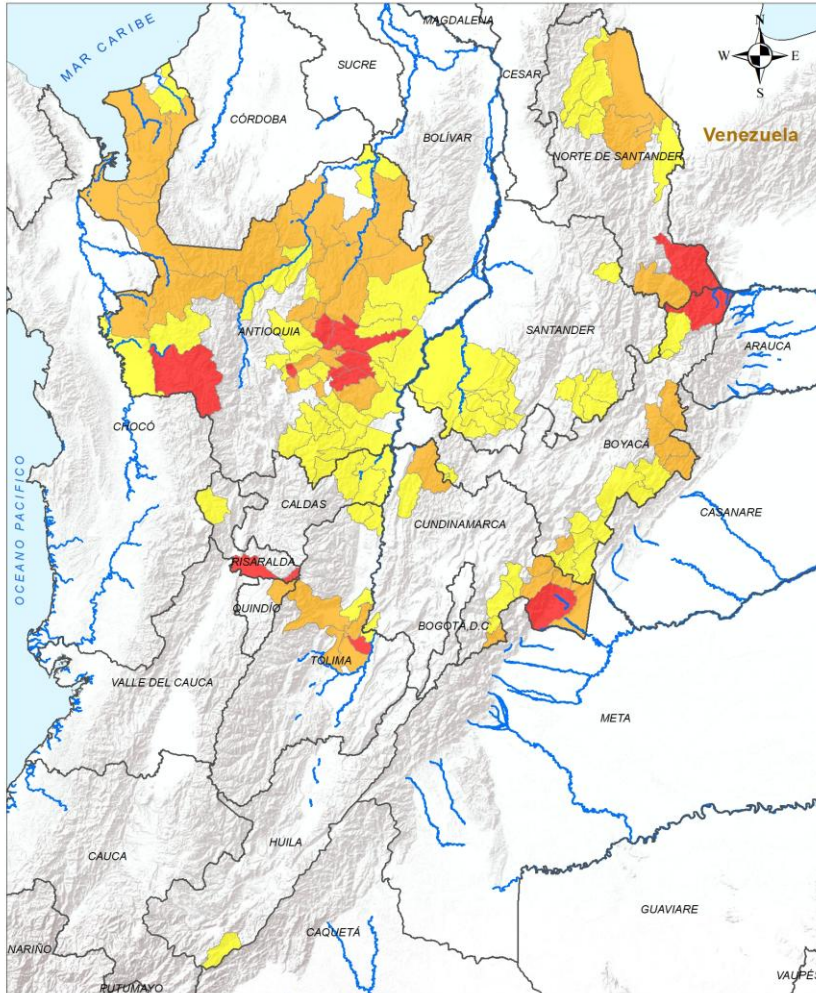 MAGDALENA
N
MAR CARIBE
W E
SUCRE
CESAR
S
CÓRDOBA
BOLÍVAR
Venezuela
NORTE DE SANTANDER
ANTIOQUIA
SANTANDER
ARAUCA
CHOCÓ
BOYACÁ
CALDAS
CUNDINAMARCA
CASANARE
OCEANO PACIFICO
RISARALDA
QUINDÍO
BOGOTÁ,D.C
TOLIMA
VALLE DEL CAUCA
META
HUILA
CAUCA
GUAVIARE
CAQUETÁ
NARIÑO
PUTUMAYO
VAUPÉS